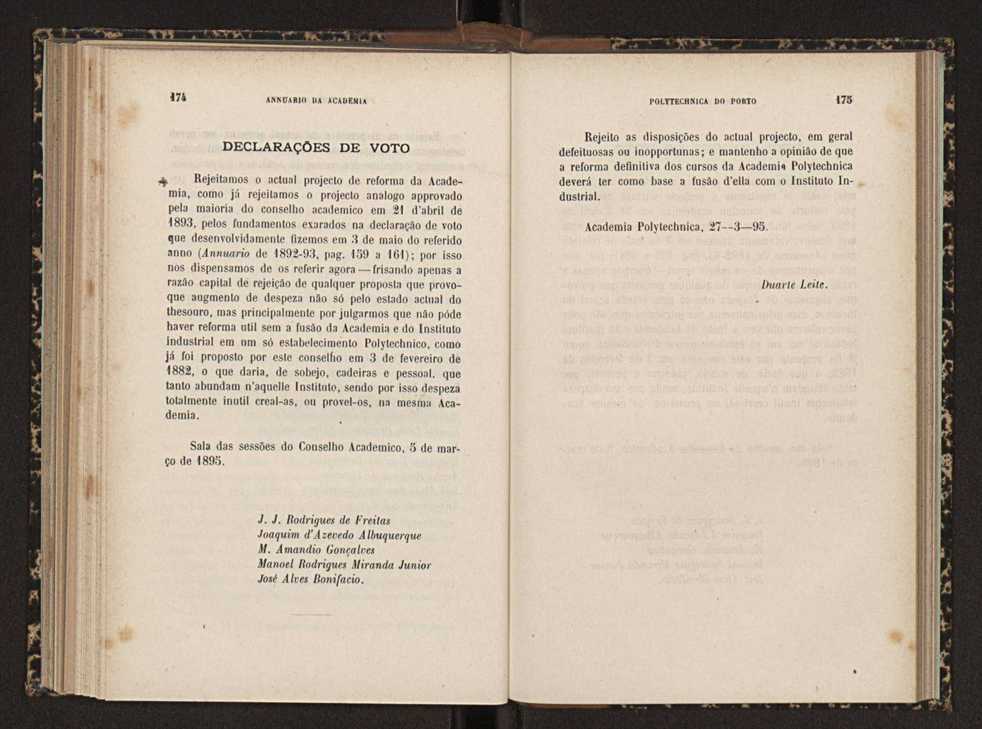 174 ANNUARIO DA ACADEMIA
DECLARAÇÕES DE VOTO
Rejeitamos o actual projecto de reforma da Acade-
mia, como já rejeitamos o projecto analogo approvado
pela maioria do conselho academico em 21 d'abril de
1893, pelos fundamentos exarados na declaração de voto
que desenvolvidamente fizemos em 3 de maio do referido
anno (Annuario de 1892-93, pag. 159 a 161); por isso
nos dispensamos de os referir agora—frisando apenas a
razão capital de rejeição de qualquer proposta que provo-
que augmento de despeza não só pelo estado actual do
thesouro, mas principalmente por julgarmos que não póde
haver reforma util sem a fusão da Academia e do Instituto
industrial em um só estabelecimento Polytechnico, como
já foi proposto por este conselho em 3 de fevereiro de
1882, o que daria, de sobejo, cadeiras e pessoal. que
tanto abundam n'aquelle Instituto, sendo por isso despeza
totalmente inutil creal-as, ou provel-os, na mesma Aca-
demia.
Sala das sessões do Conselho Academico, 5 de mar-
ço de 1895.
J. J. Rodrigues de Freitas
Joaquim d'Azevedo Albuquerque
M. Amandio Gonçalves
Manoel Rodrigues Miranda Junior
José Alves Bonifacio.
POLYTECHNICA DO PORTO 175
Rejeito as disposições do actual projecto, em geral
defeituosas ou inopportunas; e mantenho a opinião de que
a reforma definitiva dos cursos da Academia Polytechnica
deverá ter como base a fusão d'ella com o Instituto In-
dustrial.
Academia Polytechnica, 27--3—95.
Duarte Leite.